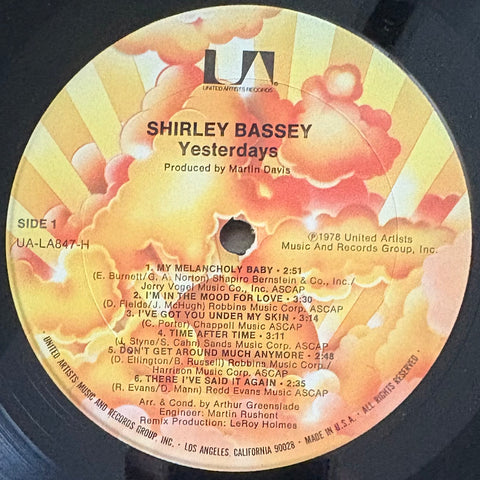 UA
UNITED ARTISTS RECORDS
SHIRLEY BASSEY
Yesterdays
Produced by Martin Davis
SIDE 1
UA-LA847-H
℗1978 United Artists
Music And Records Group, Inc.
1. MY MELANCHOLY BABY • 2:51
(E. Burnett/G. A. Norton) Shapiro Bernstein & Co., Inc./
Jerry Vogel Music Co., Inc. ASCAP
2. I'M IN THE MOOD FOR LOVE • 3:30
(D. Fields/J. McHugh) Robbins Music Corp. ASCAP
3. I'VE GOT YOU UNDER MY SKIN • 3:14
(C. Porter) Chappell Music ASCAP
4. TIME AFTER TIME • 3:11
(J. Styne/S. Cahn) Sands Music Corp. ASCAP
5. DON'T GET AROUND MUCH ANYMORE • 2:48
(D. Ellington/B. Russell) Robbins Music Corp./
Harrison Music Corp. ASCAP
6. THERE I'VE SAID IT AGAIN • 2:35
(R. Evans/D. Mann) Redd Evans Music ASCAP
Arr. & Cond. by Arthur Greenslade
Engineer: Martin Rushent
Remix Production: LeRoy Holmes
UNITED ARTISTS MUSIC AND RECORDS GROUP, INC. • LOS ANGELES, CALIFORNIA 90028 • MADE IN U.S.A. • ALL RIGHTS RESERVED